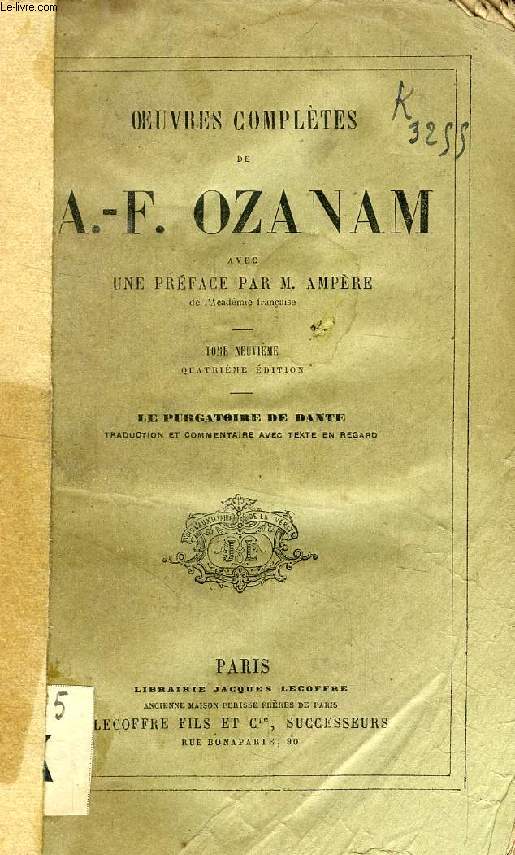 Le-livre.com
K
3255
ŒUVRES COMPLÈTES
DE
A.-F. OZANAM
AVEC
UNE PRÉFACE PAR M. AMPÈRE
de l'Académie française
TOME NEUVIÈME
QUATRIÈME ÉDITION
LE PURGATOIRE DE DANTE
TRADUCTION ET COMMENTAIRE AVEC TEXTE EN REGARD
PARIS
LIBRAIRIE JACQUES LECOFFRE
ANCIENNE MAISON PERISSE FRÈRES DE PARIS
LECOFFRE FILS ET Cie, SUCCESSEURS
RUE BONAPARTE, 90
5